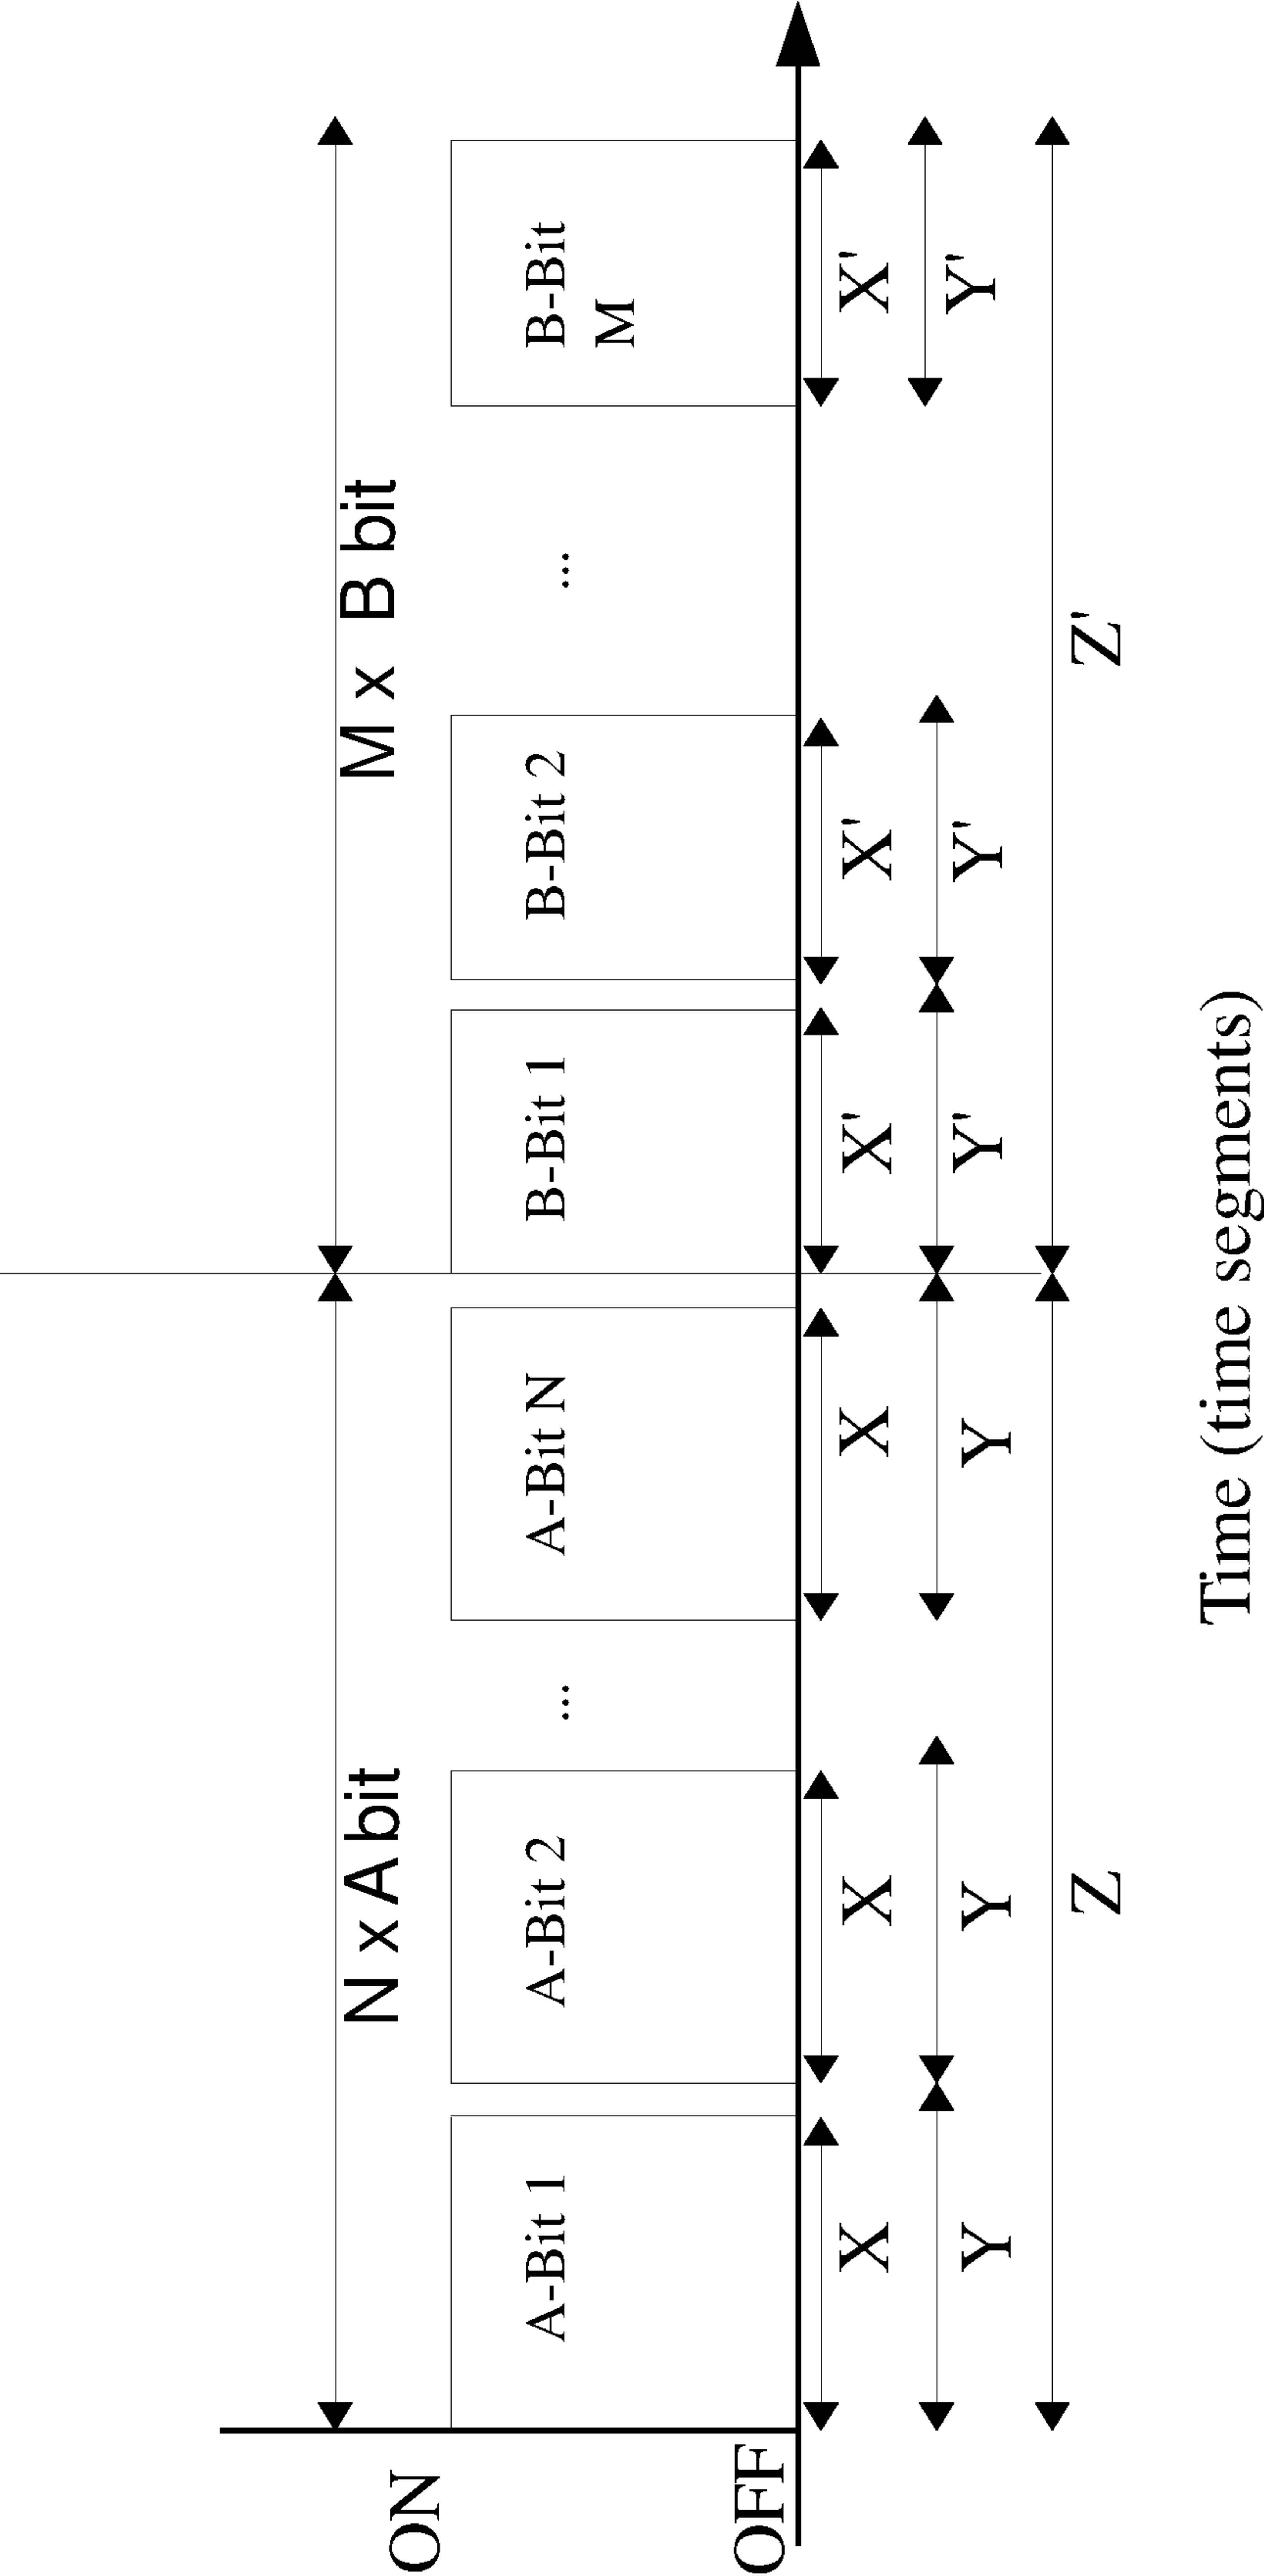 N x A bit
M x B bit
ON
A-Bit 1
A-Bit 2
...
A-Bit N
B-Bit 1
B-Bit 2
...
B-Bit
M
OFF
X
X
X
X'
X'
X'
Y
Y
Y
Y'
Y'
Y'
Z
Z'
Time (time segments)